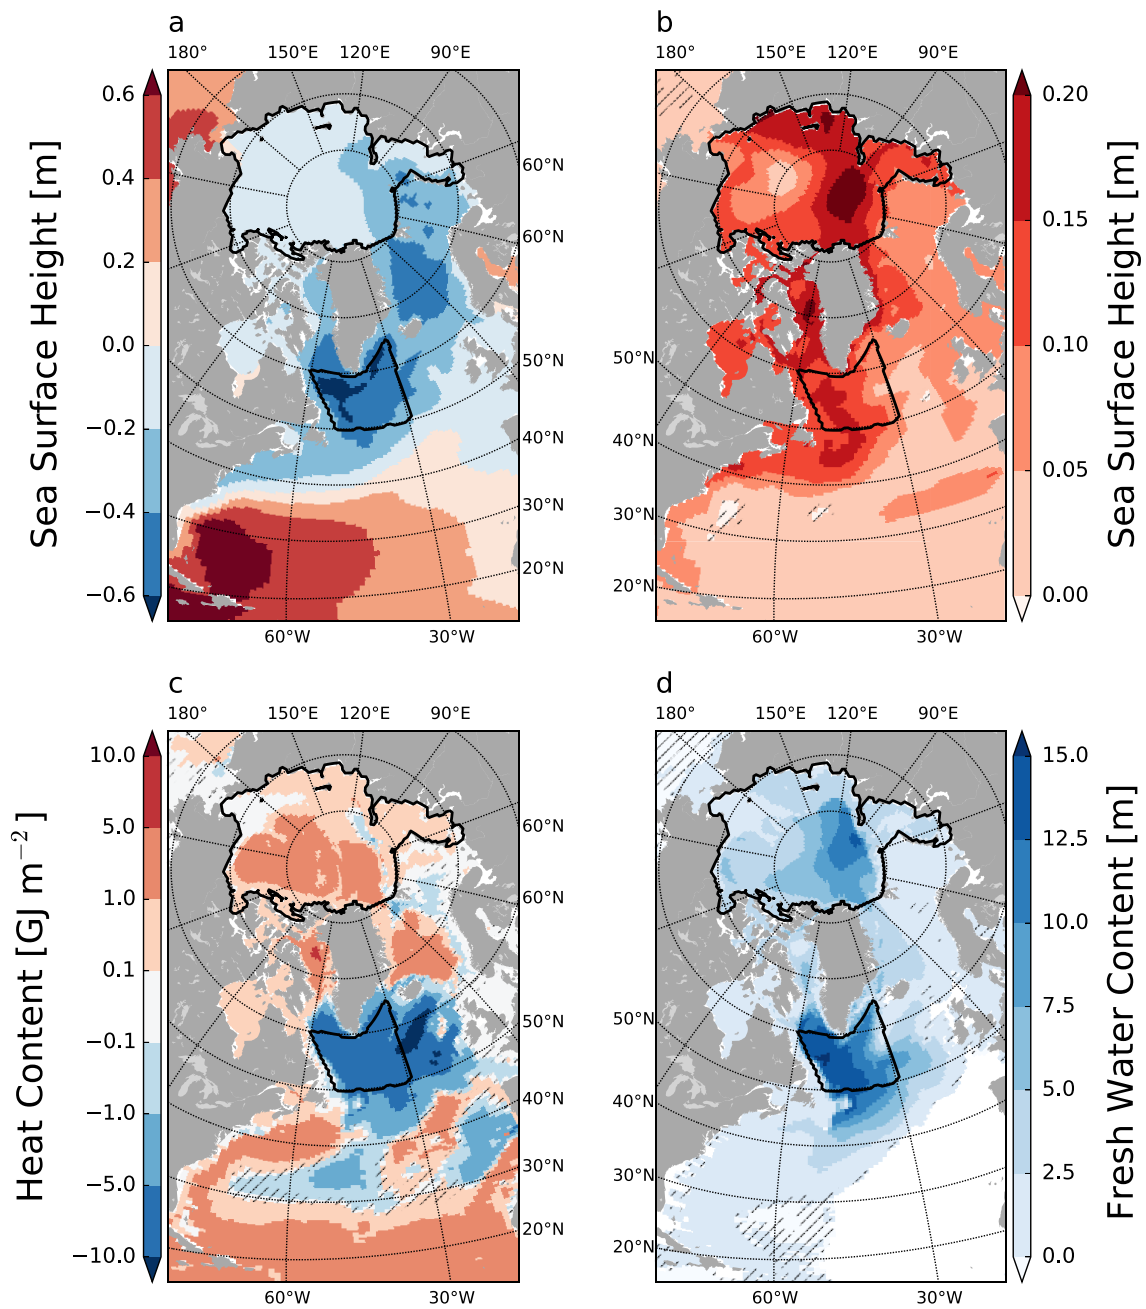 a
180° 150°E 120°E 90°E
0.6
0.4
0.2
0.0
−0.2
−0.4
−0.6
Sea Surface Height [m]
60°N
60°N
50°N
40°N
30°N
20°N
60°W 30°W
b
180° 150°E 120°E 90°E
50°N
40°N
30°N
20°N
60°W 30°W
0.20
0.15
0.10
0.05
0.00
Sea Surface Height [m]
c
180° 150°E 120°E 90°E
10.0
5.0
1.0
0.1
−0.1
−1.0
−5.0
−10.0
Heat Content [GJ m⁻²]
60°N
60°N
50°N
40°N
30°N
20°N
60°W 30°W
d
180° 150°E 120°E 90°E
50°N
40°N
30°N
20°N
60°W 30°W
15.0
12.5
10.0
7.5
5.0
2.5
0.0
Fresh Water Content [m]